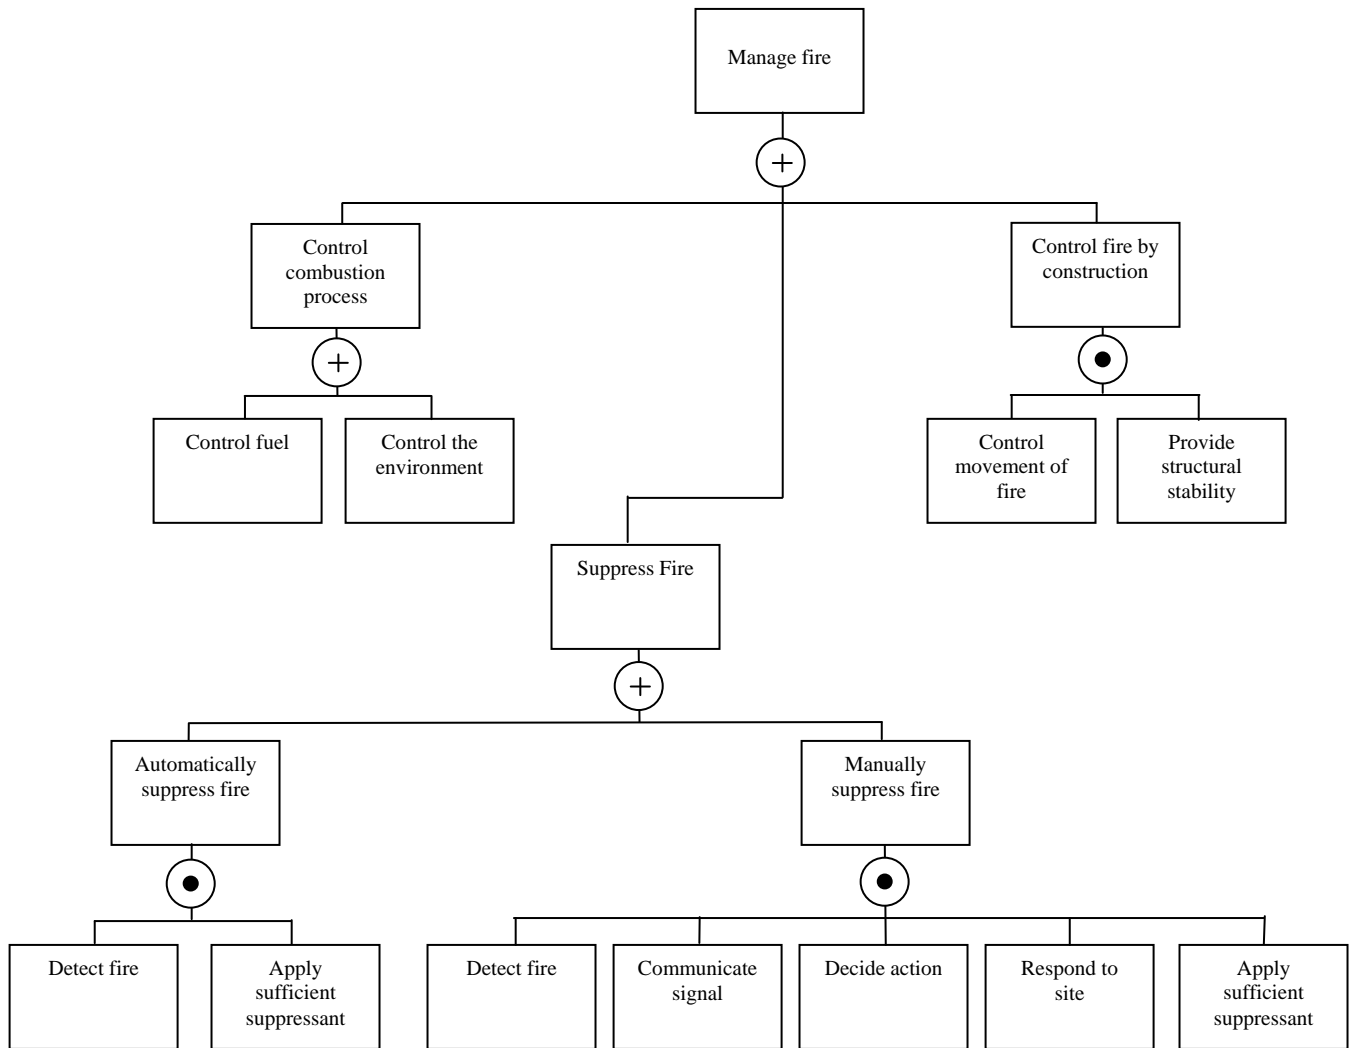 Manage fire
+
Control
combustion
process
Control fire by
construction
+
Control fuel
Control the
environment
Control
movement of
fire
Provide
structural
stability
Suppress Fire
+
Automatically
suppress fire
Manually
suppress fire
Detect fire
Apply
sufficient
suppressant
Detect fire
Communicate
signal
Decide action
Respond to
site
Apply
sufficient
suppressant